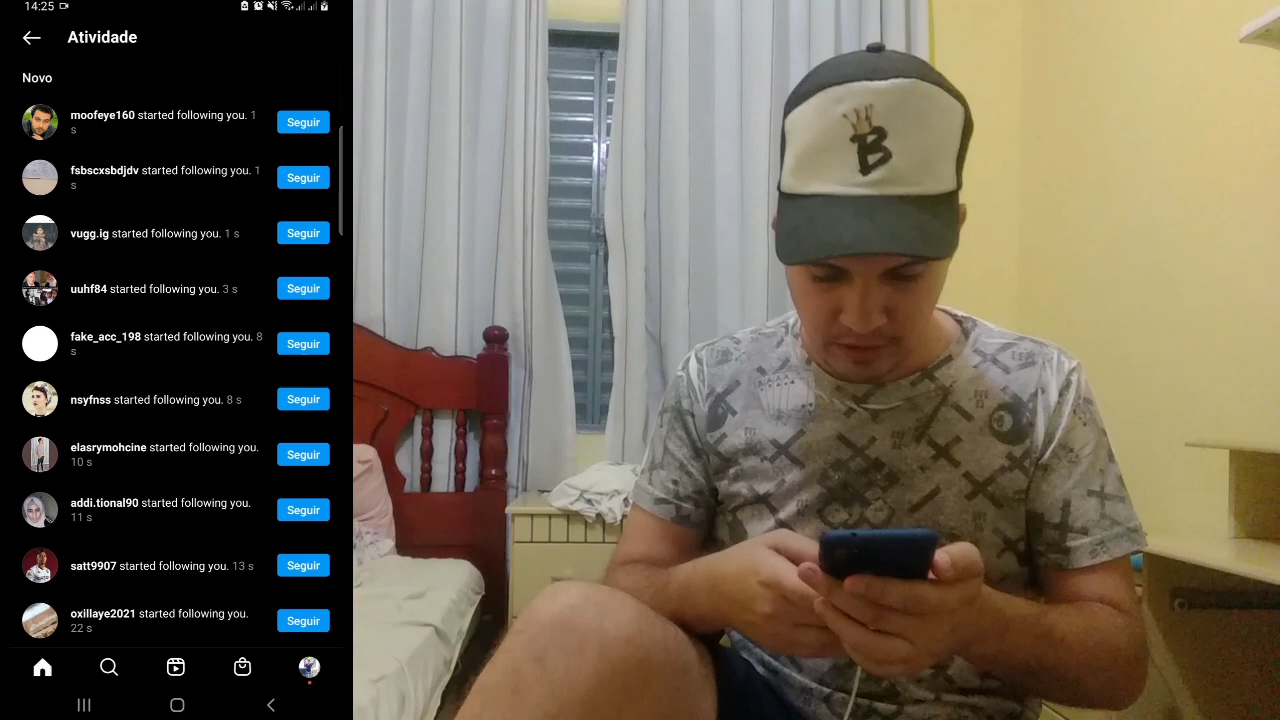 14:25
Atividade
Novo
moofeye160 started following you. 1
s
Seguir
fsbscxsbdjdv started following you. 1
s
Seguir
vugg.ig started following you. 1 s
Seguir
uuhf84 started following you. 3 s
Seguir
fake_acc_198 started following you. 8
s
Seguir
nsyfnss started following you. 8 s
Seguir
elasrymohcine started following you.
10 s
Seguir
addi.tional90 started following you.
11 s
Seguir
satt9907 started following you. 13 s
Seguir
oxillaye2021 started following you.
22 s
Seguir
B